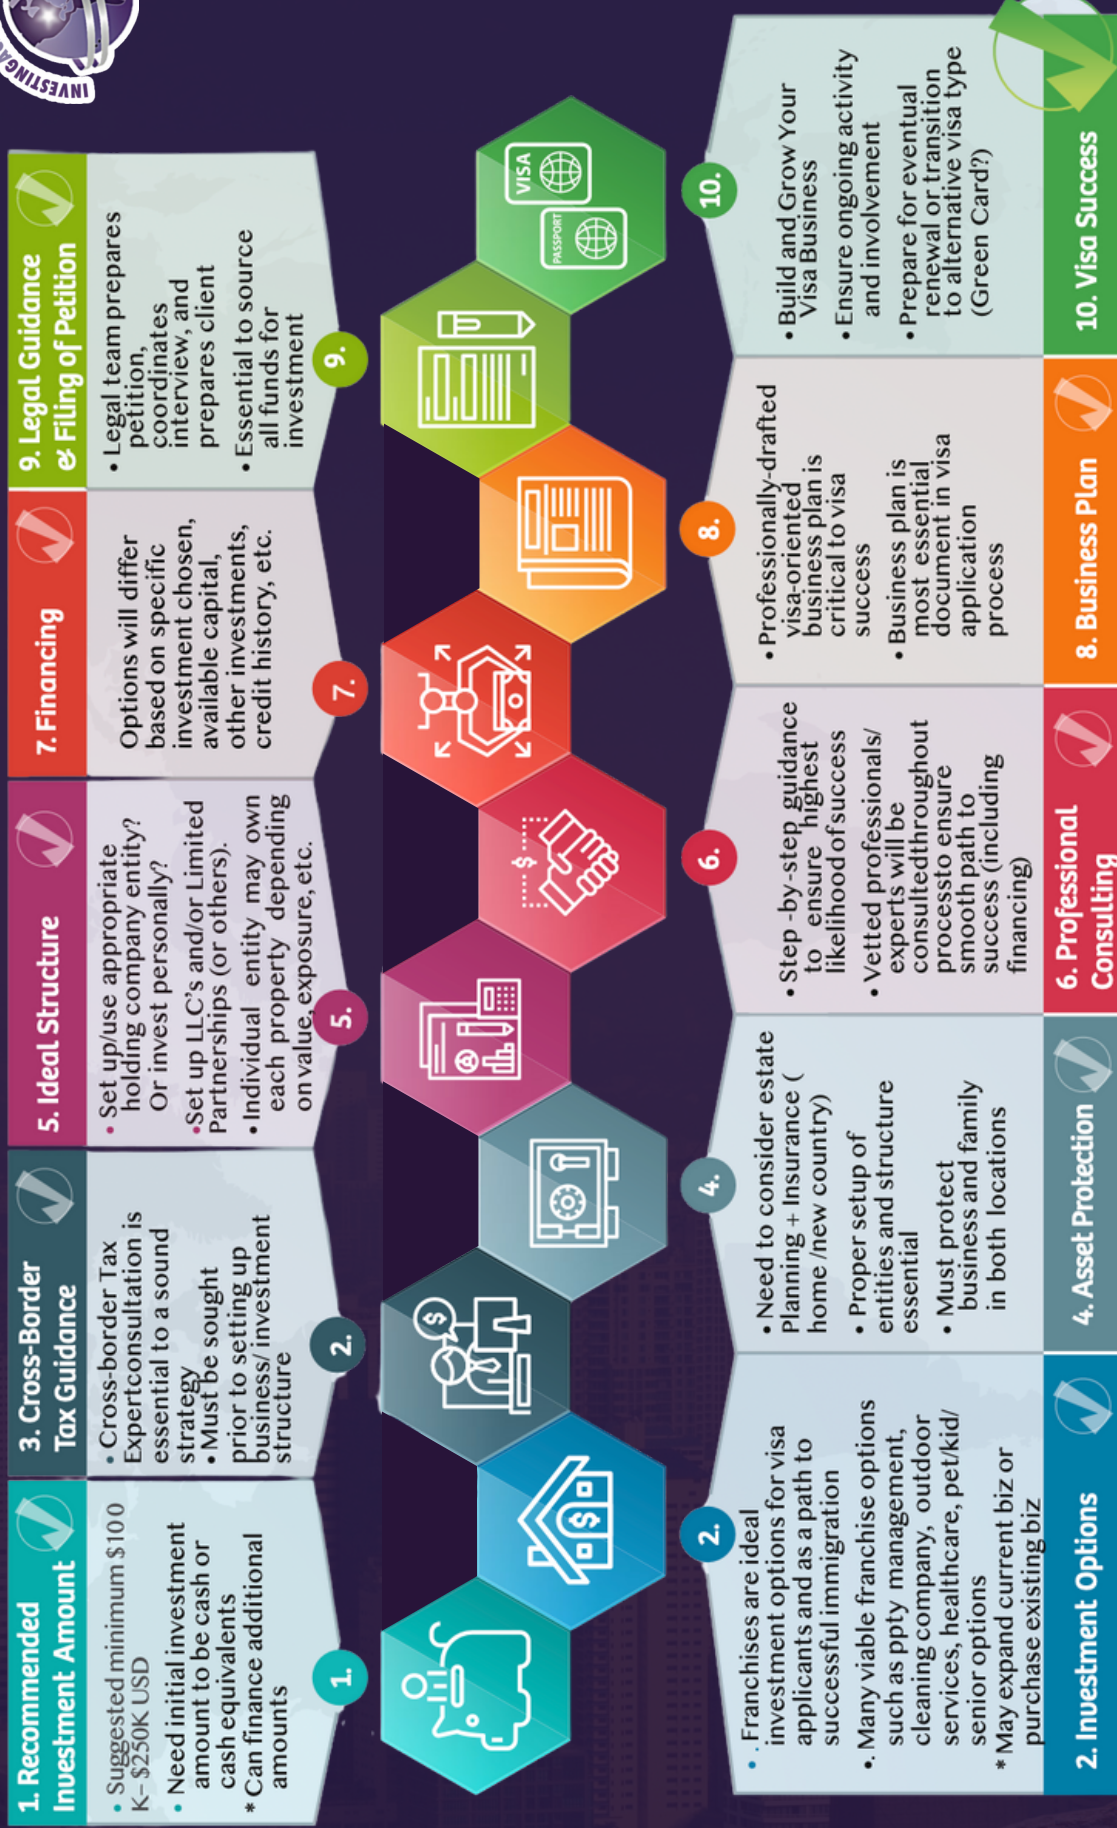 INVESTING
1. Recommended
Investment Amount
• Suggested minimum $100
K– $250K USD
• Need initial investment
amount to be cash or
cash equivalents
* Can finance additional
amounts
1.
3. Cross-Border
Tax Guidance
• Cross-border Tax
Expertconsultation is
essential to a sound
strategy
• Must be sought
prior to setting up
business/ investment
structure
2.
5. Ideal Structure
• Set up/use appropriate
holding company entity?
Or invest personally?
•Set up LLC's and/or Limited
Partnerships (or others).
• Individual entity may own
each property depending
on value, exposure, etc.
5.
7. Financing
Options will differ
based on specific
investment chosen,
available capital,
other investments,
credit history, etc.
7.
9. Legal Guidance
& Filing of Petition
• Legal team prepares
petition,
coordinates
interview, and
prepares client
• Essential to source
all funds for
investment
9.
$
$
$
A
PASSPORT
VISA
2.
• . Franchises are ideal
investment options for visa
applicants and as a path to
successful immigration
•. Many viable franchise options
such as ppty management,
cleaning company, outdoor
services, healthcare, pet/kid/
senior options
* May expand current biz or
purchase existing biz
2. Investment Options
4.
• Need to consider estate
Planning + Insurance (
home /new country)
• Proper setup of
entities and structure
essential
• Must protect
business and family
in both locations
4. Asset Protection
6.
• Step -by-step guidance
to ensure highest
likelihood of success
• Vetted professionals/
experts will be
consultedthroughout
processto ensure
smooth path to
success (including
financing)
6. Professional
Consulting
8.
• Professionally-drafted
visa-oriented
business plan is
critical to visa
success
• Business plan is
most essential
document in visa
application
process
8. Business Plan
10.
• Build and Grow Your
Visa Business
• Ensure ongoing activity
and involvement
• Prepare for eventual
renewal or transition
to alternative visa type
(Green Card?)
10. Visa Success